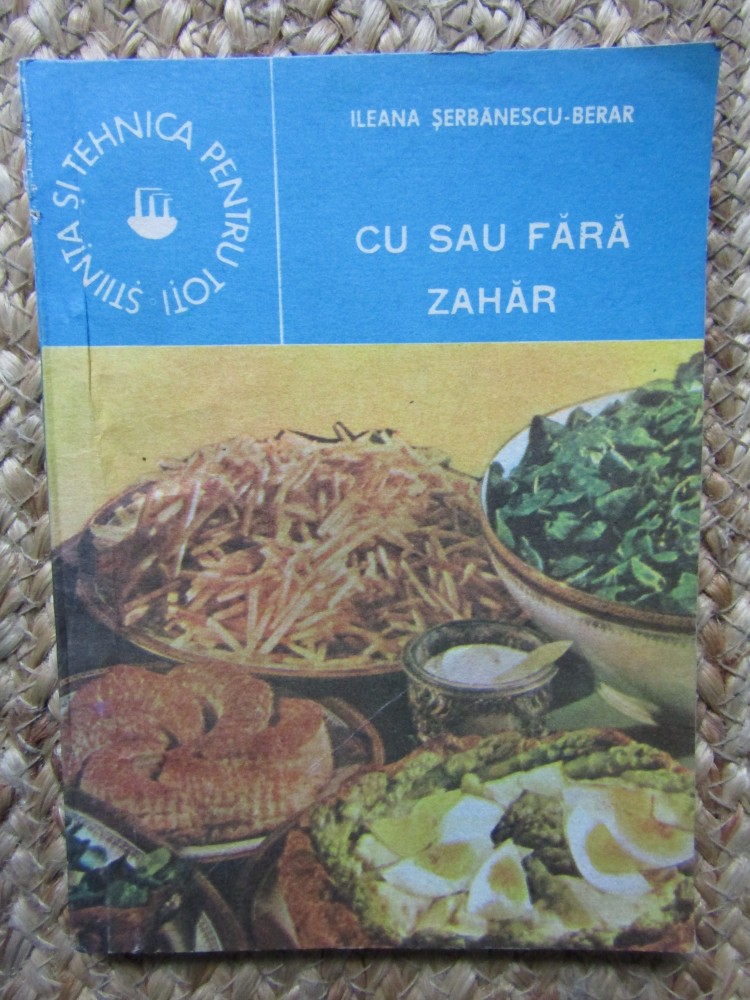 ILEANA ȘERBĂNESCU-BERAR
ȘTIINȚA ȘI TEHNICA PENTRU TOȚI
CU SAU FĂRĂ
ZAHĂR